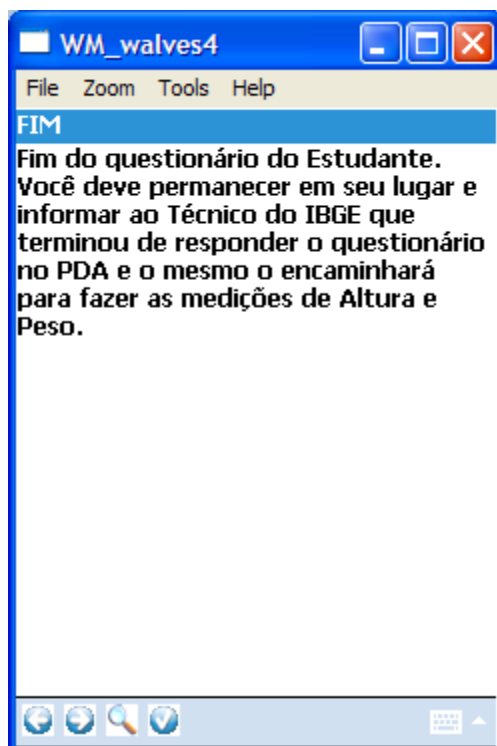 WM_walves4
File Zoom Tools Help
FIM
Fim do questionário do Estudante.
Você deve permanecer em seu lugar e
informar ao Técnico do IBGE que
terminou de responder o questionário
no PDA e o mesmo o encaminhará
para fazer as medições de Altura e
Peso.